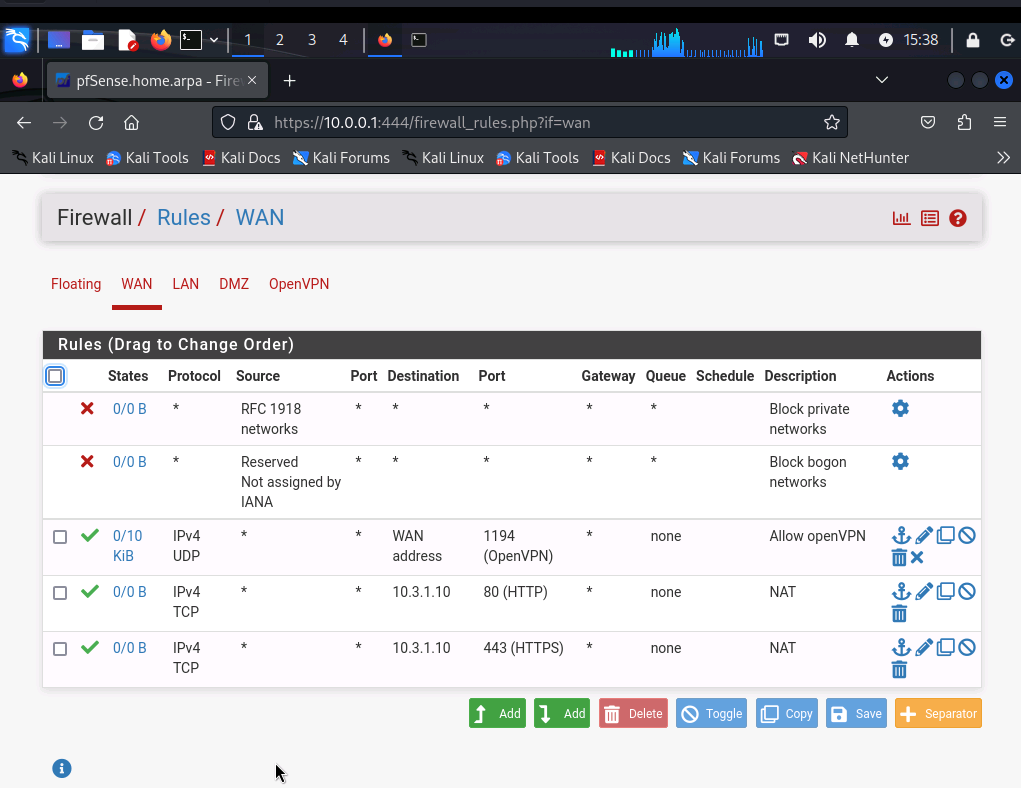 1 2 3 4 15:38
pfSense.home.arpa - Fire
https://10.0.0.1:444/firewall_rules.php?if=wan
Kali Linux Kali Tools Kali Docs Kali Forums Kali Linux Kali Tools Kali Docs Kali Forums Kali NetHunter
Firewall / Rules / WAN
Floating WAN LAN DMZ OpenVPN
Rules (Drag to Change Order)
States Protocol Source Port Destination Port Gateway Queue Schedule Description Actions
0/0 B * RFC 1918 * * * * * Block private
networks networks
0/0 B * Reserved * * * * * Block bogon
Not assigned by networks
IANA
0/10 IPv4 * * WAN 1194 * none Allow openVPN
KiB UDP address (OpenVPN)
0/0 B IPv4 * * 10.3.1.10 80 (HTTP) * none NAT
TCP
0/0 B IPv4 * * 10.3.1.10 443 (HTTPS) * none NAT
TCP
Add Add Delete Toggle Copy Save Separator